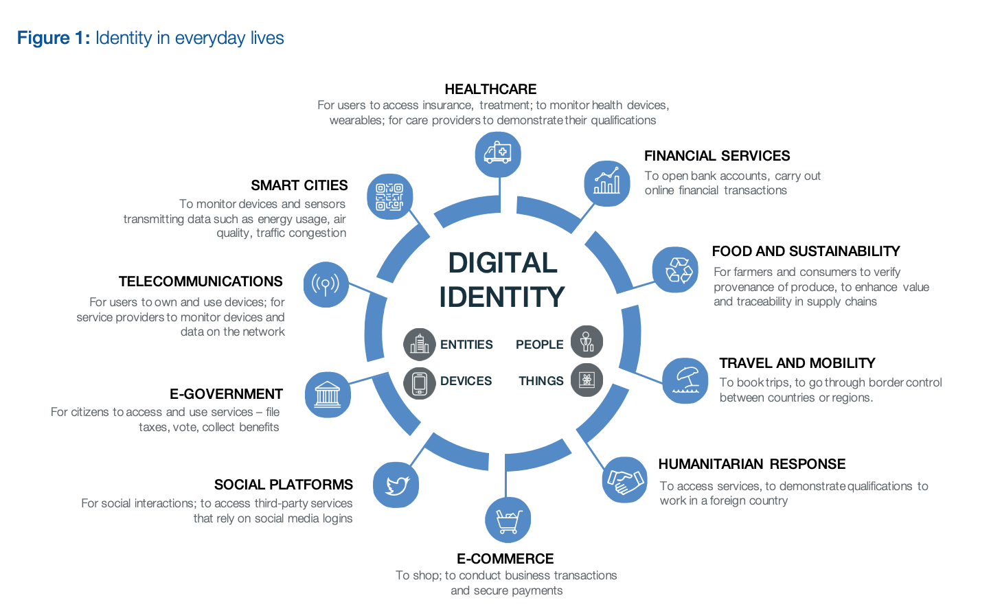 Figure 1: Identity in everyday lives
HEALTHCARE
For users to access insurance, treatment; to monitor health devices,
wearables; for care providers to demonstrate their qualifications
FINANCIAL SERVICES
To open bank accounts, carry out
online financial transactions
SMART CITIES
To monitor devices and sensors
transmitting data such as energy usage, air
quality, traffic congestion
FOOD AND SUSTAINABILITY
For farmers and consumers to verify
provenance of produce, to enhance value
and traceability in supply chains
TELECOMMUNICATIONS
For users to own and use devices; for
service providers to monitor devices and
data on the network
DIGITAL
IDENTITY
ENTITIES
PEOPLE
DEVICES
THINGS
TRAVEL AND MOBILITY
To book trips, to go through border control
between countries or regions.
E-GOVERNMENT
For citizens to access and use services – file
taxes, vote, collect benefits
HUMANITARIAN RESPONSE
To access services, to demonstrate qualifications to
work in a foreign country
SOCIAL PLATFORMS
For social interactions; to access third-party services
that rely on social media logins
E-COMMERCE
To shop; to conduct business transactions
and secure payments